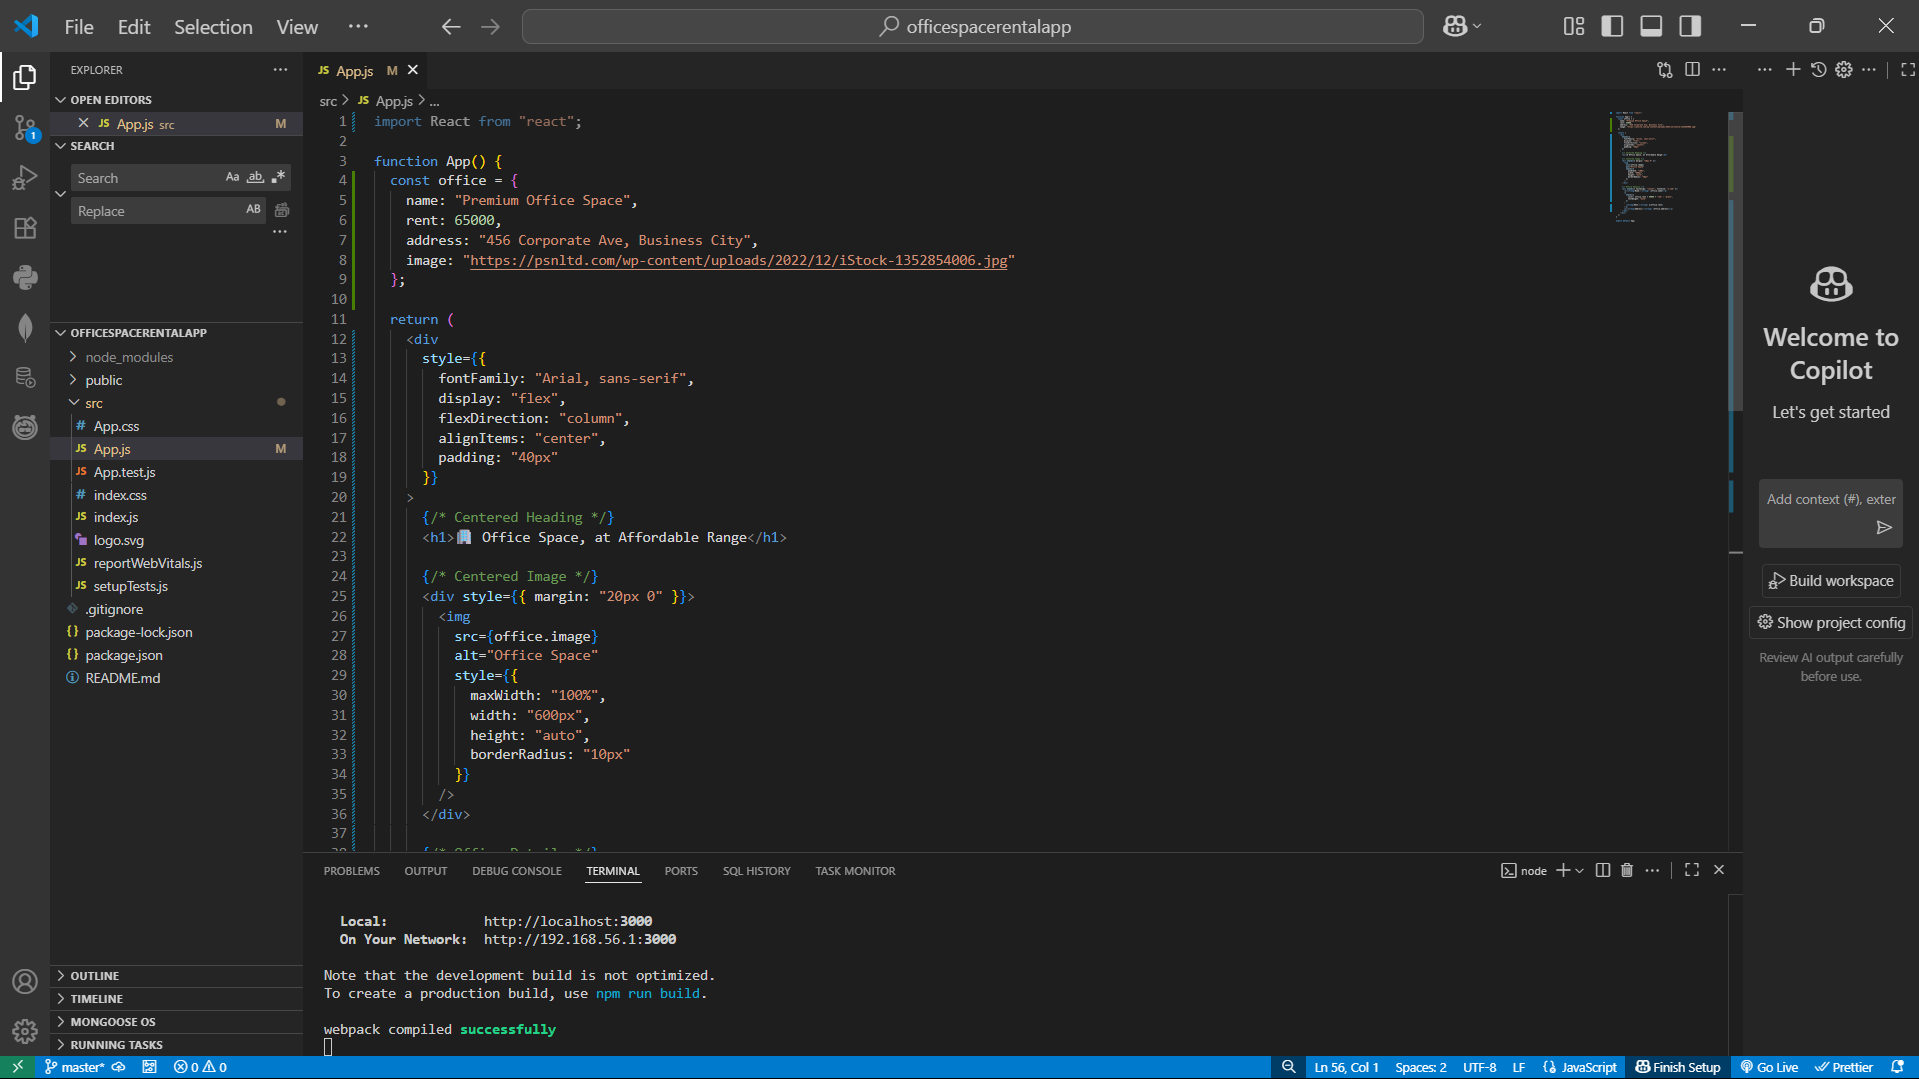 File Edit Selection View ··· officespacerentalapp
EXPLORER ···
OPEN EDITORS
JS App.js src M
SEARCH
Search Aa ab .*
Replace AB
···
OFFICESPACERENTALAPP
node_modules
public
src
# App.css
JS App.js M
JS App.test.js
# index.css
JS index.js
logo.svg
JS reportWebVitals.js
JS setupTests.js
.gitignore
{} package-lock.json
{} package.json
README.md
OUTLINE
TIMELINE
MONGOOSE OS
RUNNING TASKS
JS App.js M
src > JS App.js > ...
1 import React from "react";
2
3 function App() {
4 const office = {
5 name: "Premium Office Space",
6 rent: 65000,
7 address: "456 Corporate Ave, Business City",
8 image: "https://psnltd.com/wp-content/uploads/2022/12/iStock-1352854006.jpg"
9 };
10
11 return (
12 <div
13 style={{
14 fontFamily: "Arial, sans-serif",
15 display: "flex",
16 flexDirection: "column",
17 alignItems: "center",
18 padding: "40px"
19 }}
20 >
21 {/* Centered Heading */}
22 <h1>🏢 Office Space, at Affordable Range</h1>
23
24 {/* Centered Image */}
25 <div style={{ margin: "20px 0" }}>
26 <img
27 src={office.image}
28 alt="Office Space"
29 style={{
30 maxWidth: "100%",
31 width: "600px",
32 height: "auto",
33 borderRadius: "10px"
34 }}
35 />
36 </div>
37
PROBLEMS OUTPUT DEBUG CONSOLE TERMINAL PORTS SQL HISTORY TASK MONITOR node
Local: http://localhost:3000
On Your Network: http://192.168.56.1:3000
Note that the development build is not optimized.
To create a production build, use npm run build.
webpack compiled successfully
Welcome to
Copilot
Let's get started
Add context (#), exter
Build workspace
Show project config
Review AI output carefully
before use.
1
master* 0 0 Ln 56, Col 1 Spaces: 2 UTF-8 LF {} JavaScript Finish Setup Go Live Prettier